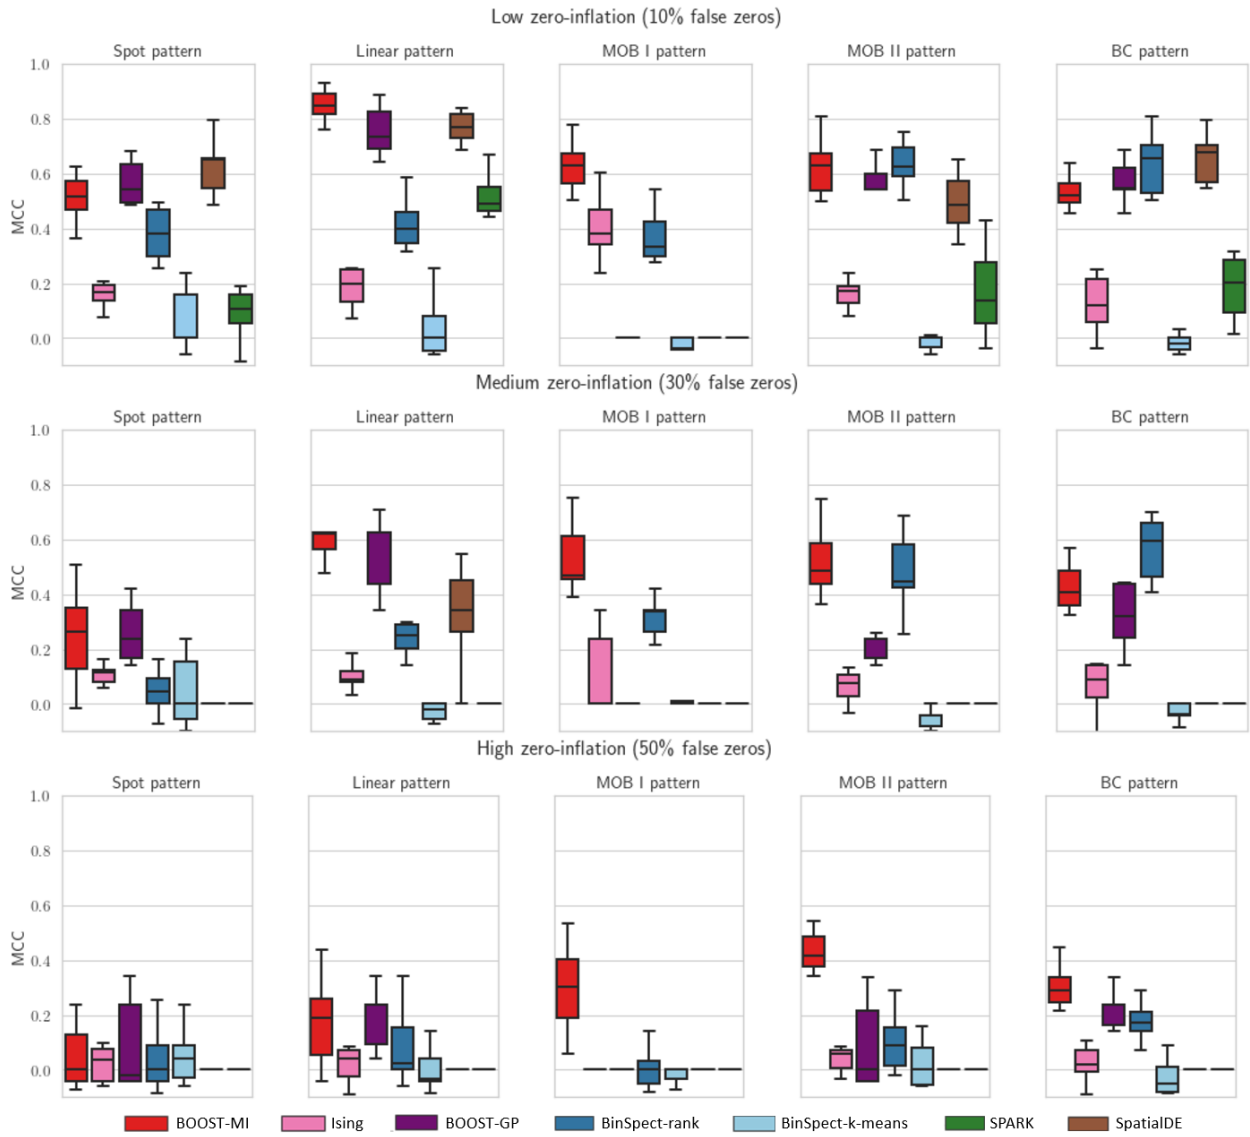 Low zero-inflation (10% false zeros)
Spot pattern Linear pattern MOB I pattern MOB II pattern BC pattern
1.0
0.8
0.6
0.4
0.2
0.0
MCC
Medium zero-inflation (30% false zeros)
Spot pattern Linear pattern MOB I pattern MOB II pattern BC pattern
1.0
0.8
0.6
0.4
0.2
0.0
MCC
High zero-inflation (50% false zeros)
Spot pattern Linear pattern MOB I pattern MOB II pattern BC pattern
1.0
0.8
0.6
0.4
0.2
0.0
MCC
BOOST-MI Ising BOOST-GP BinSpect-rank BinSpect-k-means SPARK SpatialDE